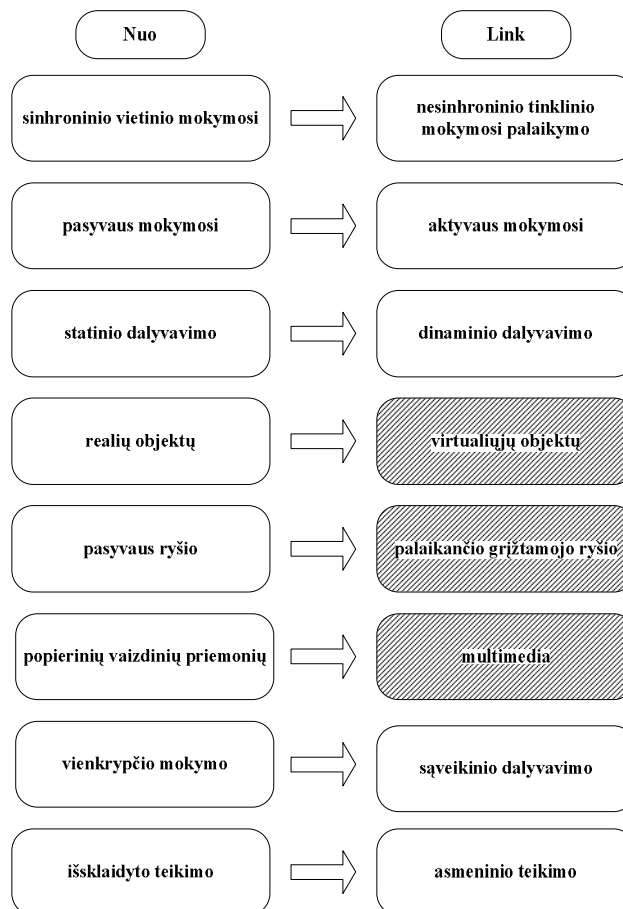 Nuo
Link
sinhroninio vietinio mokymosi
nesinhroninio tinklinio
mokymosi palaikymo
pasyvaus mokymosi
aktyvaus mokymosi
statinio dalyvavimo
dinaminio dalyvavimo
realių objektų
virtualiųjų objektų
pasyvaus ryšio
palaikančio grįžtamojo ryšio
popierinių vaizdinių priemonių
multimedia
vienkrypčio mokymo
sąveikinio dalyvavimo
išsklaidyto teikimo
asmeninio teikimo